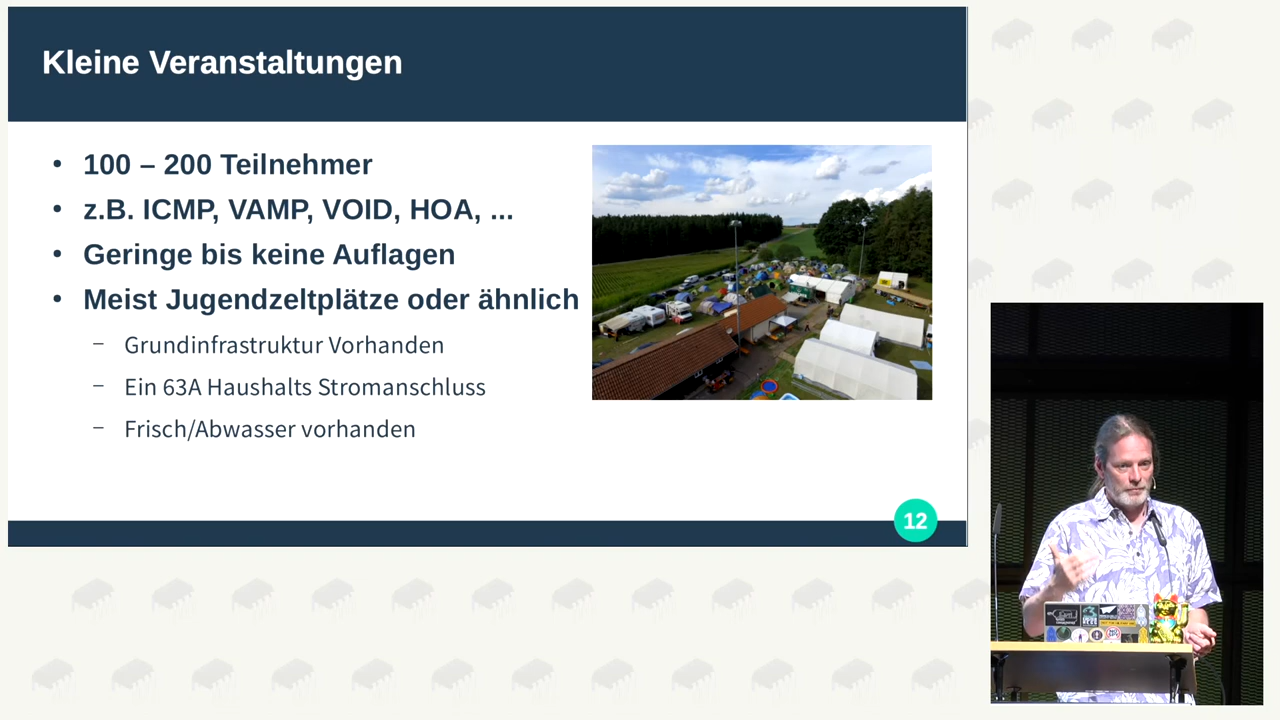 Kleine Veranstaltungen
• 100 – 200 Teilnehmer
• z.B. ICMP, VAMP, VOID, HOA, ...
• Geringe bis keine Auflagen
• Meist Jugendzeltplätze oder ähnlich
– Grundinfrastruktur Vorhanden
– Ein 63A Haushalts Stromanschluss
– Frisch/Abwasser vorhanden
12